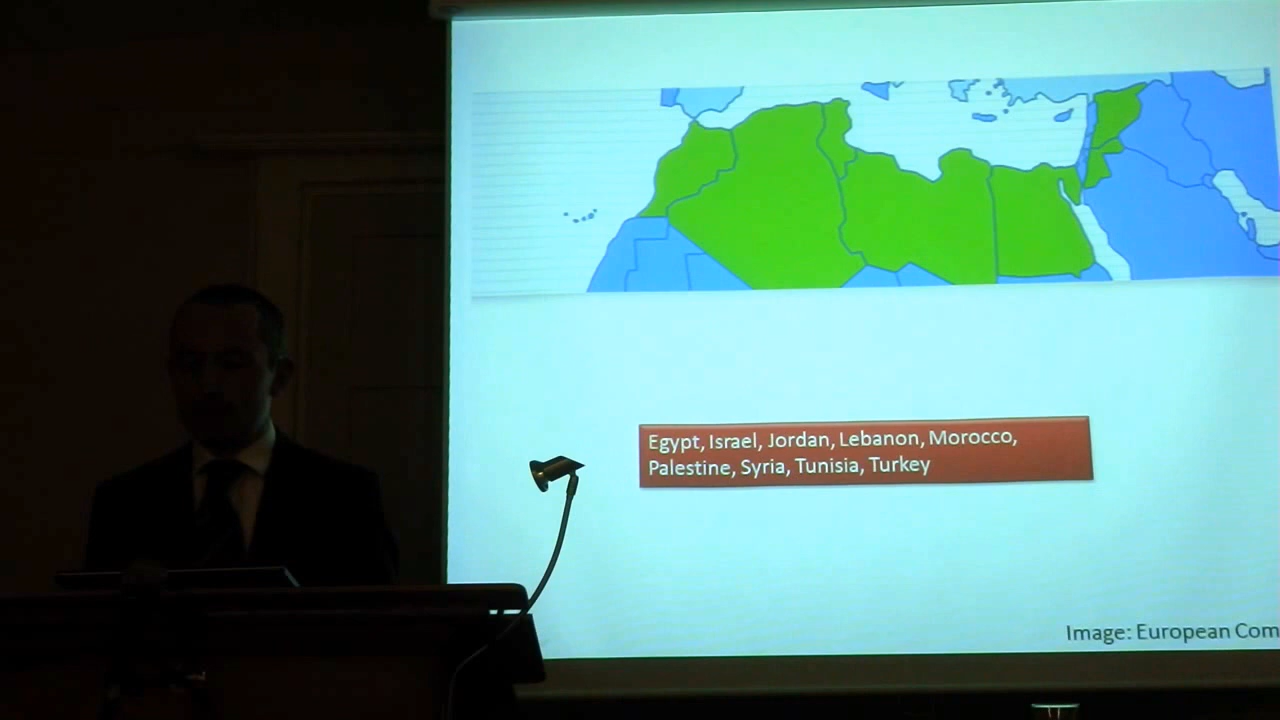 Egypt, Israel, Jordan, Lebanon, Morocco,
Palestine, Syria, Tunisia, Turkey
Image: European Com